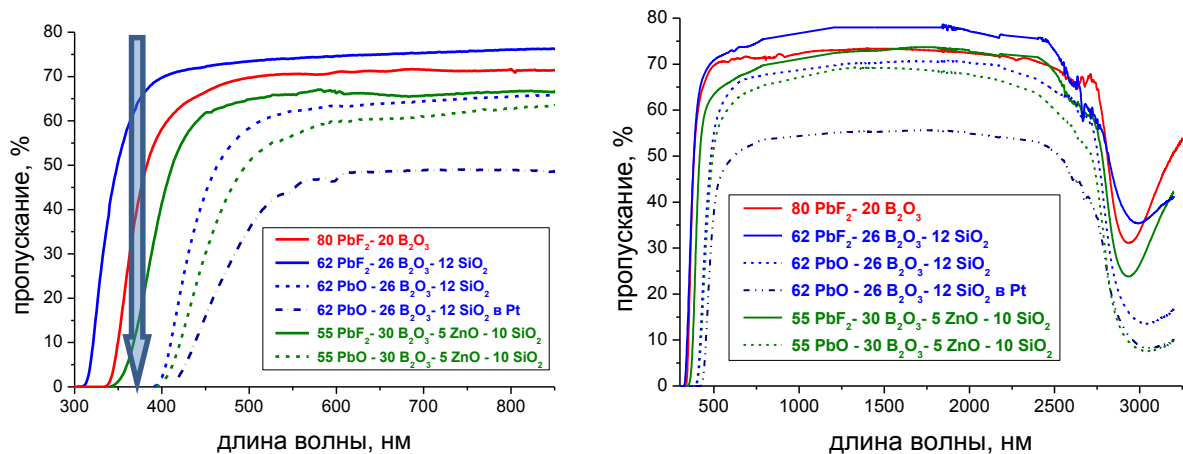 80
70
60
50
40
30
20
10
0
пропускание, %
300 400 500 600 700 800
длина волны, нм
80 PbF₂- 20 B₂O₃
62 PbF₂- 26 B₂O₃- 12 SiO₂
62 PbO - 26 B₂O₃- 12 SiO₂
62 PbO - 26 B₂O₃- 12 SiO₂ в Pt
55 PbF₂- 30 B₂O₃- 5 ZnO - 10 SiO₂
55 PbO - 30 B₂O₃- 5 ZnO - 10 SiO₂
80
70
60
50
40
30
20
10
0
пропускание, %
500 1000 1500 2000 2500 3000
длина волны, нм
80 PbF₂- 20 B₂O₃
62 PbF₂- 26 B₂O₃- 12 SiO₂
62 PbO - 26 B₂O₃- 12 SiO₂
62 PbO - 26 B₂O₃- 12 SiO₂ в Pt
55 PbF₂- 30 B₂O₃- 5 ZnO - 10 SiO₂
55 PbO - 30 B₂O₃- 5 ZnO - 10 SiO₂